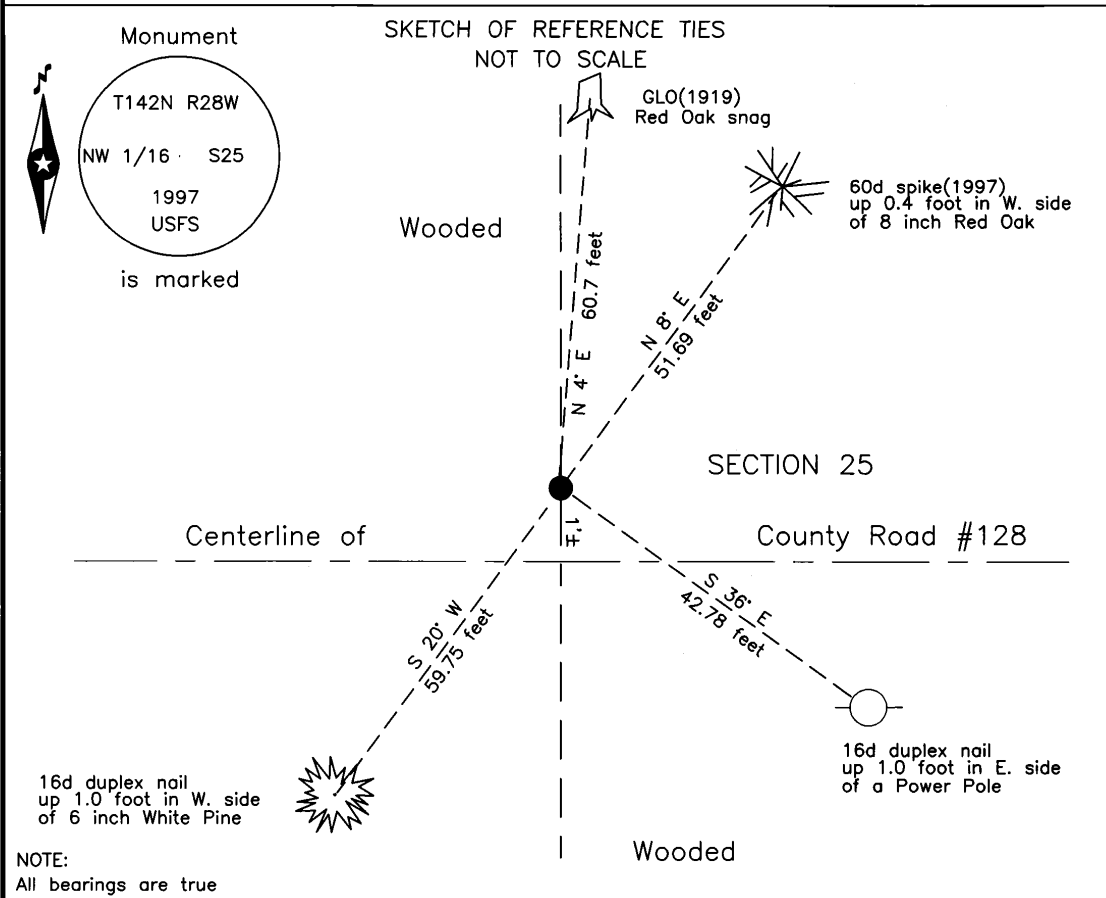 SKETCH OF REFERENCE TIES
NOT TO SCALE
Monument
N
T142N R28W
NW 1/16 S25
1997
USFS
is marked
GLO(1919)
Red Oak snag
60d spike(1997)
up 0.4 foot in W. side
of 8 inch Red Oak
Wooded
N 4° E 60.7 feet
N 8° E
51.69 feet
SECTION 25
1'±
Centerline of County Road #128
S 36° E
42.78 feet
S 20° W
59.75 feet
16d duplex nail
up 1.0 foot in W. side
of 6 inch White Pine
16d duplex nail
up 1.0 foot in E. side
of a Power Pole
Wooded
NOTE:
All bearings are true